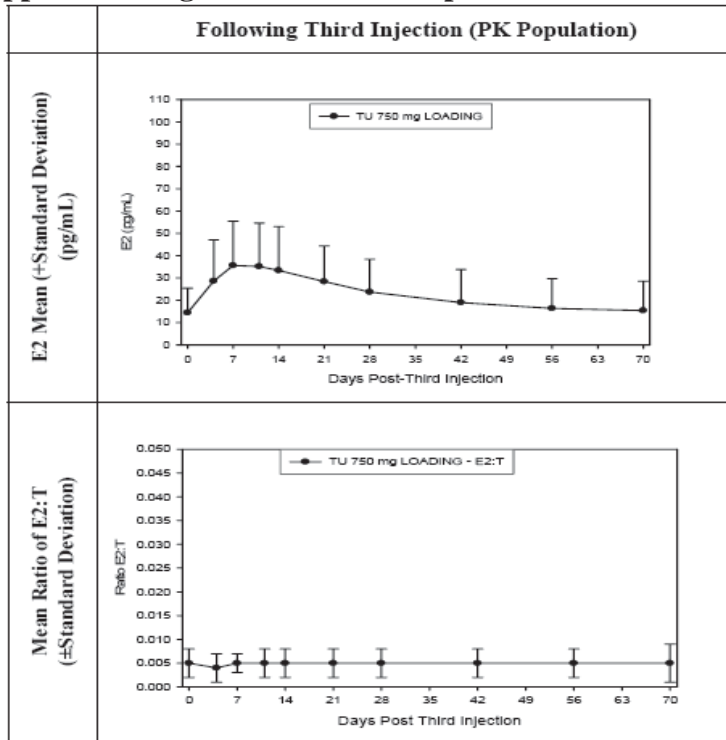 Following Third Injection (PK Population)
E2 Mean (+Standard Deviation)
(pg/mL)
E2 (pg/mL)
110
100
90
80
70
60
50
40
30
20
10
0
TU 750 mg LOADING
0 7 14 21 28 35 42 49 56 63 70
Days Post-Third Injection
Mean Ratio of E2:T
(±Standard Deviation)
Ratio E2:T
0.050
0.045
0.040
0.035
0.030
0.025
0.020
0.015
0.010
0.005
0.000
TU 750 mg LOADING - E2:T
0 7 14 21 28 35 42 49 56 63 70
Days Post Third Injection